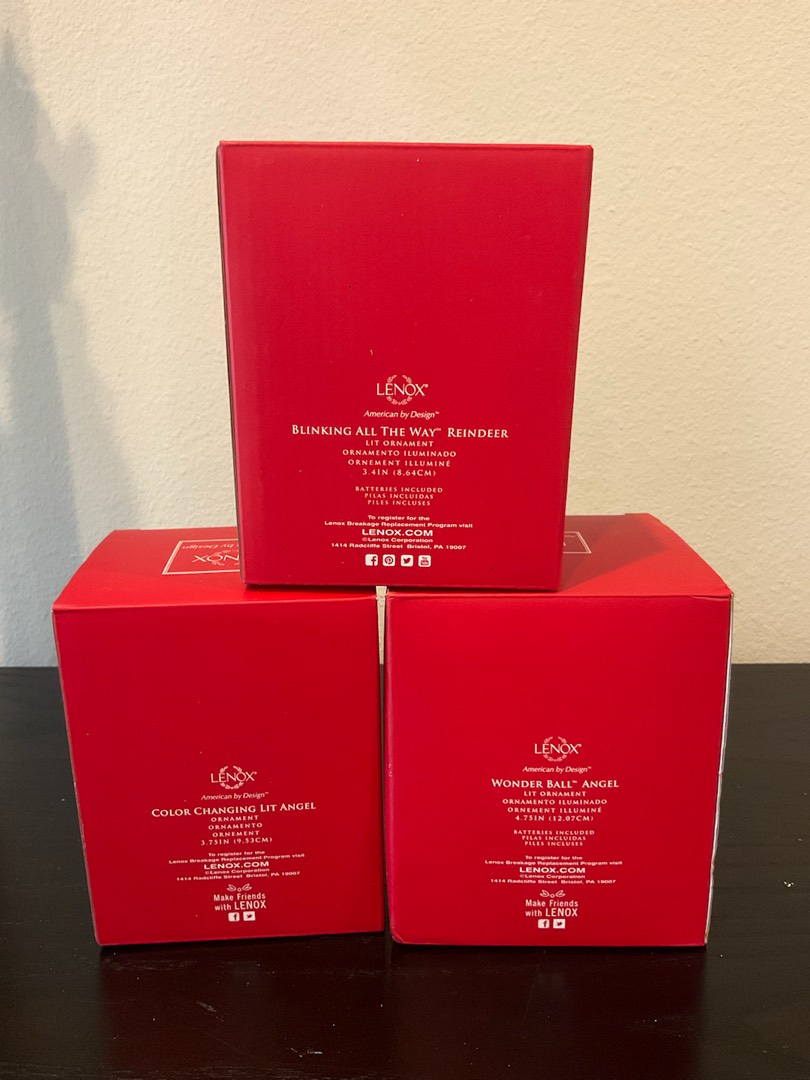 LENOX®
American by Design™
BLINKING ALL THE WAY™ REINDEER
LIT ORNAMENT
ORNAMENTO ILUMINADO
ORNEMENT ILLUMINÉ
3.4IN (8.64CM)
BATTERIES INCLUDED
PILAS INCLUIDAS
PILES INCLUSES
To register for the
Lenox Breakage Replacement Program visit
LENOX.COM
©Lenox Corporation
1414 Radcliffe Street Bristol, PA 19007
LENOX
by Design
LENOX®
American by Design™
COLOR CHANGING LIT ANGEL
ORNAMENT
ORNAMENTO
ORNEMENT
3.75IN (9.53CM)
To register for the
Lenox Breakage Replacement Program visit
LENOX.COM
©Lenox Corporation
1414 Radcliffe Street Bristol, PA 19007
Make Friends
with LENOX
LENOX®
American by Design™
WONDER BALL™ ANGEL
LIT ORNAMENT
ORNAMENTO ILUMINADO
ORNEMENT ILLUMINÉ
4.75IN (12.07CM)
BATTERIES INCLUDED
PILAS INCLUIDAS
PILES INCLUSES
To register for the
Lenox Breakage Replacement Program visit
LENOX.COM
©Lenox Corporation
1414 Radcliffe Street Bristol, PA 19007
Make Friends
with LENOX